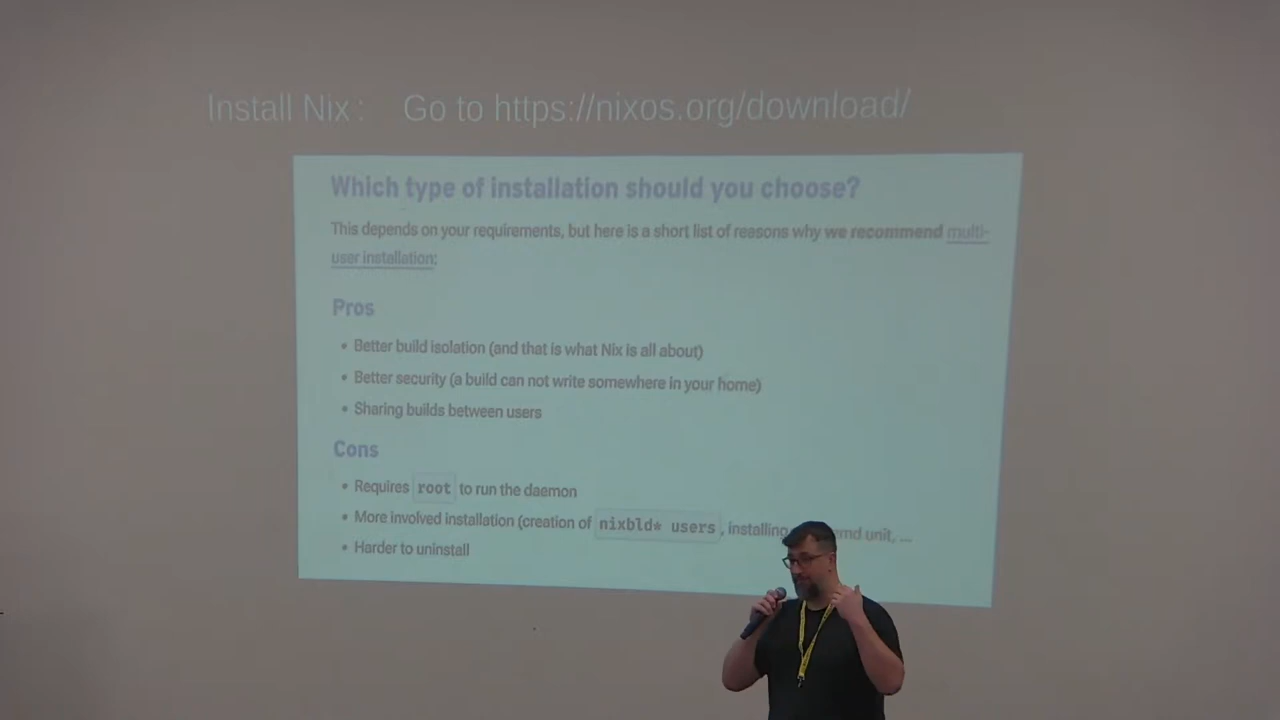 Install Nix : Go to https://nixos.org/download/
Which type of installation should you choose?
This depends on your requirements, but here is a short list of reasons why we recommend multi-
user installation:
Pros
• Better build isolation (and that is what Nix is all about)
• Better security (a build can not write somewhere in your home)
• Sharing builds between users
Cons
• Requires root to run the daemon
• More involved installation (creation of nixbld* users, installing unit, ...
• Harder to uninstall